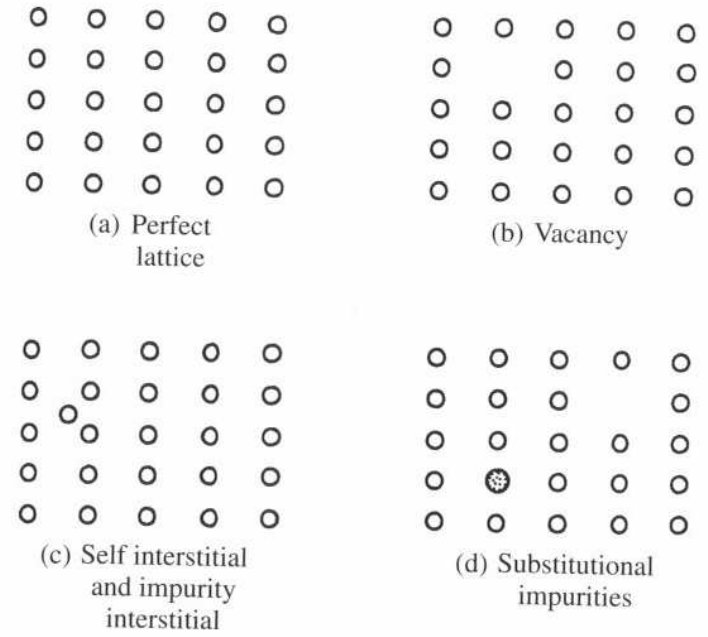 (a) Perfect
lattice
(b) Vacancy
(c) Self interstitial
and impurity
interstitial
(d) Substitutional
impurities